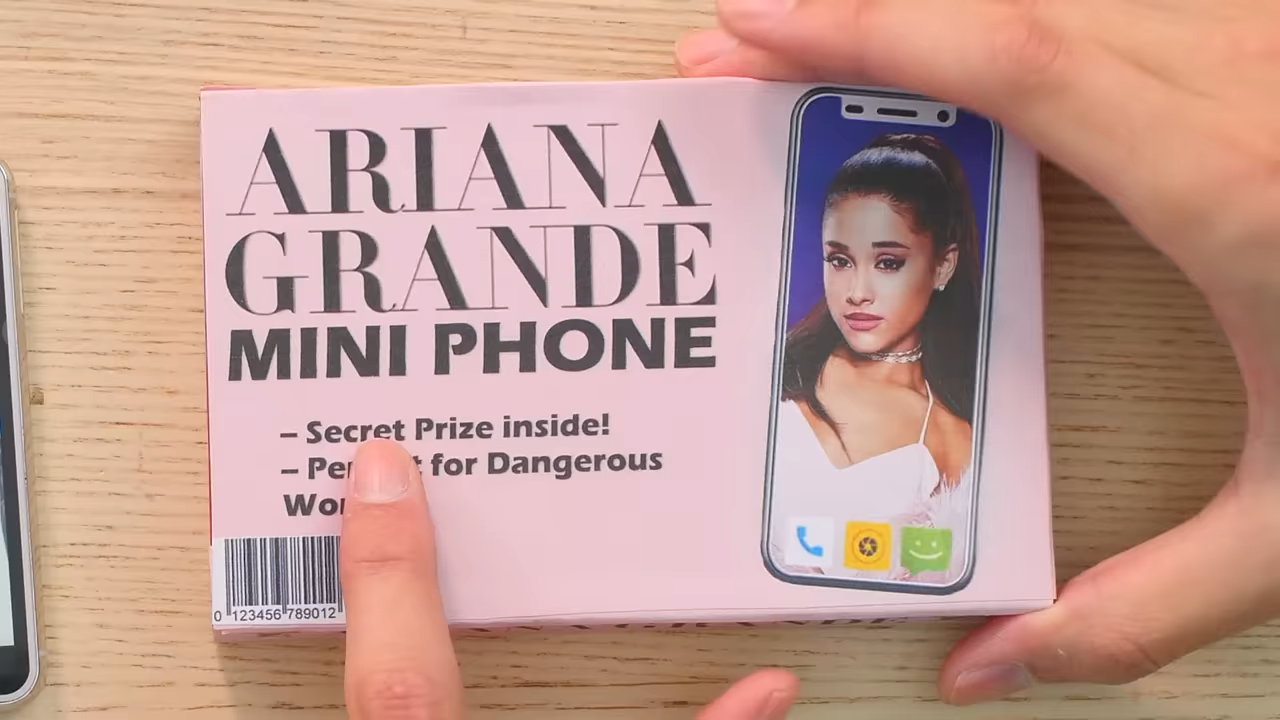 ARIANA
GRANDE
MINI PHONE
– Secret Prize inside!
– for Dangerous
0 123456 789012